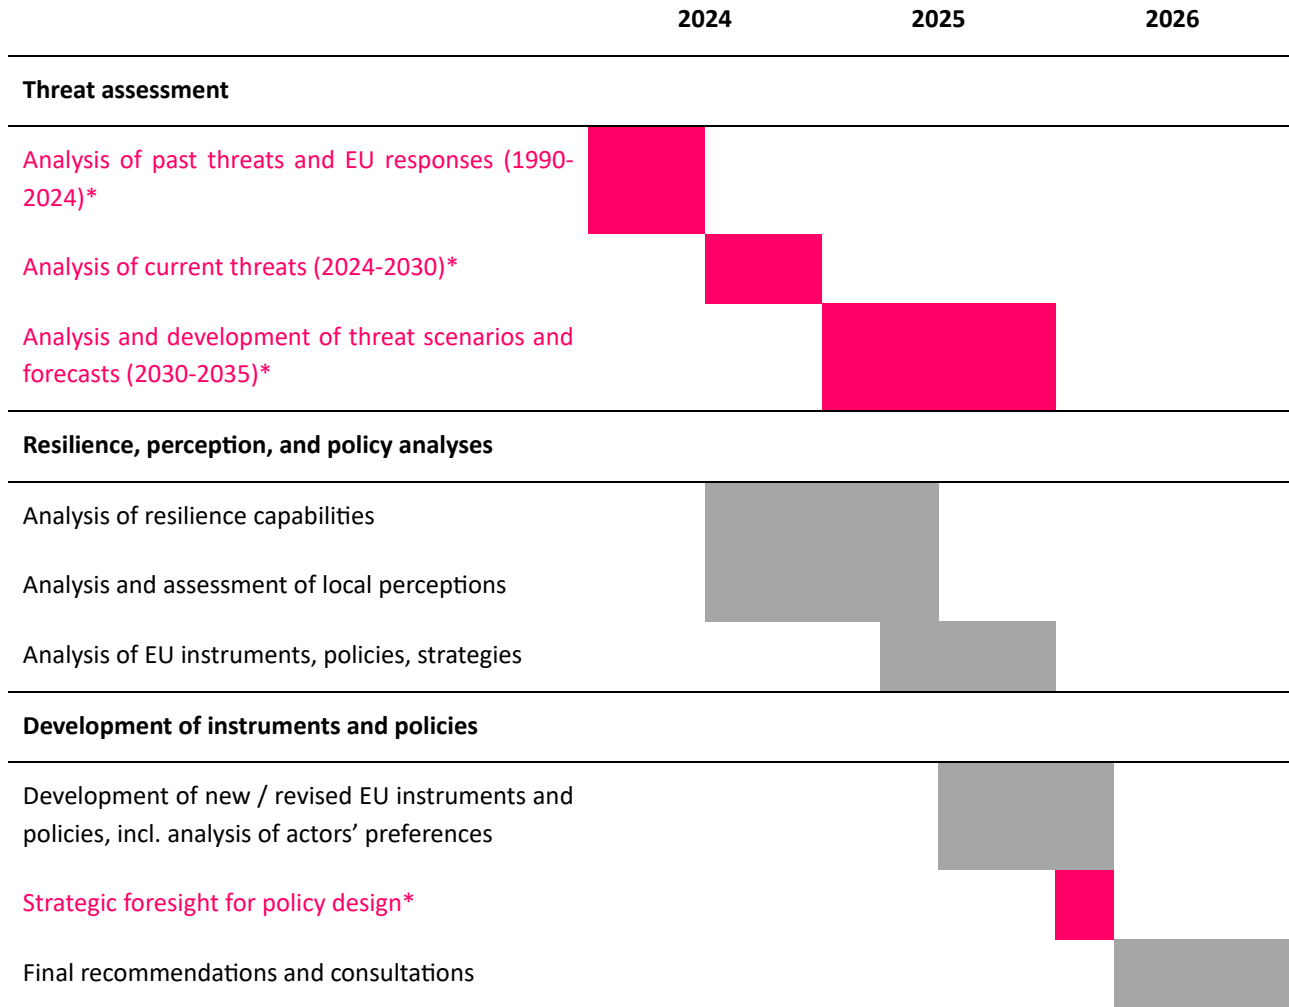 2024 2025 2026
Threat assessment
Analysis of past threats and EU responses (1990-
2024)*
Analysis of current threats (2024-2030)*
Analysis and development of threat scenarios and
forecasts (2030-2035)*
Resilience, perception, and policy analyses
Analysis of resilience capabilities
Analysis and assessment of local perceptions
Analysis of EU instruments, policies, strategies
Development of instruments and policies
Development of new / revised EU instruments and
policies, incl. analysis of actors’ preferences
Strategic foresight for policy design*
Final recommendations and consultations